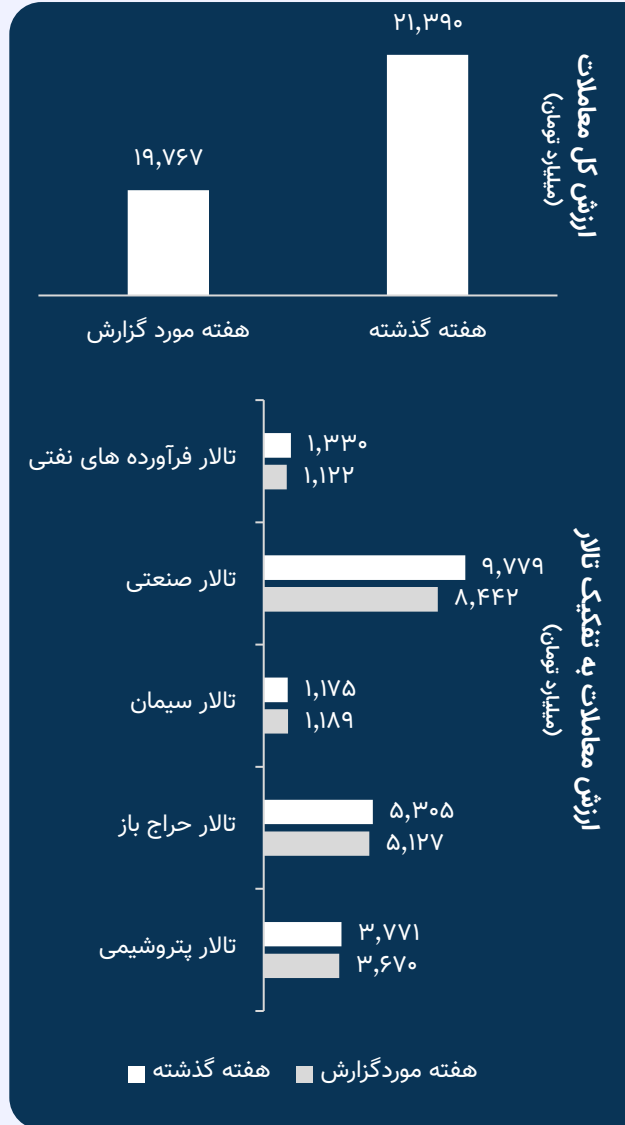 ارزش کل معاملات
(میلیارد تومان)
۲۱,۳۹۰
۱۹,۷۶۷
هفته گذشته
هفته مورد گزارش
ارزش معاملات به تفکیک تالار
(میلیارد تومان)
تالار فرآورده های نفتی
۱,۳۳۰
۱,۱۲۲
تالار صنعتی
۹,۷۷۹
۸,۴۴۲
تالار سیمان
۱,۱۷۵
۱,۱۸۹
تالار حراج باز
۵,۳۰۵
۵,۱۲۷
تالار پتروشیمی
۳,۷۷۱
۳,۶۷۰
هفته موردگزارش
هفته گذشته